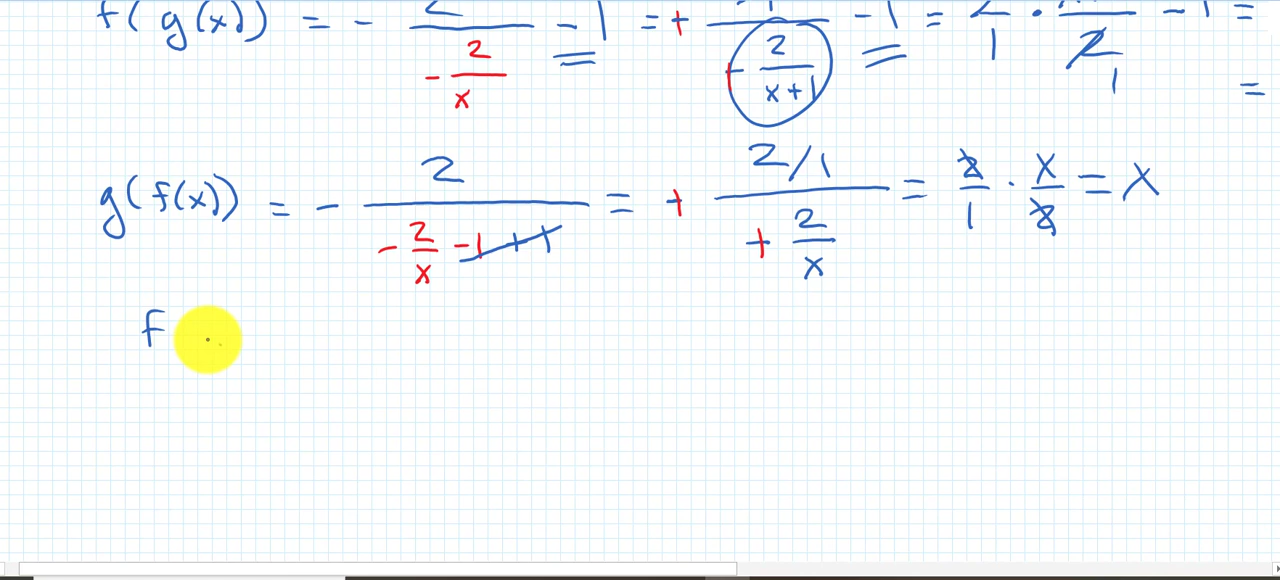 f(g(x)) = - 2/(- 2/x) - 1 = + /(+ 2/(x+1)) - 1 = 2/1 · /2 1 - 1 = =
g(f(x)) = - 2/(- 2/x - 1 + 1) = + (2/1)/(+ 2/x) = 2/1 · x/2 = x
f